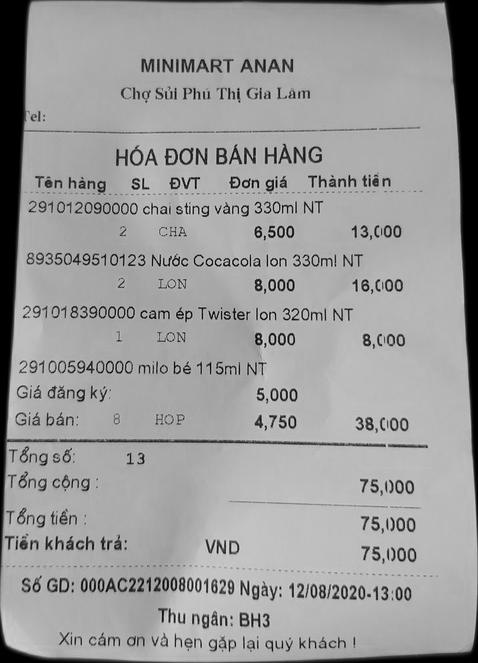 MINIMART ANAN
Chợ Sủi Phú Thị Gia Lâm
Tel:
HÓA ĐƠN BÁN HÀNG
Tên hàng SL ĐVT Đơn giá Thành tiền
291012090000 chai sting vàng 330ml NT
2 CHA 6,500 13,000
8935049510123 Nước Cocacola lon 330ml NT
2 LON 8,000 16,000
291018390000 cam ép Twister lon 320ml NT
1 LON 8,000 8,000
291005940000 milo bé 115ml NT
Giá đăng ký: 5,000
Giá bán: 8 HOP 4,750 38,000
Tổng số: 13
Tổng cộng : 75,000
Tổng tiền : 75,000
Tiền khách trả: VND 75,000
Số GD: 000AC2212008001629 Ngày: 12/08/2020-13:00
Thu ngân: BH3
Xin cám ơn và hẹn gặp lại quý khách !